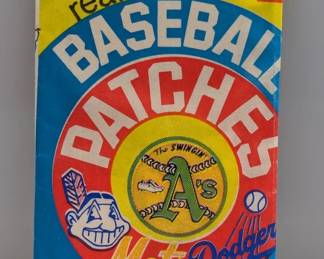 BASEBALL
PATCHES
The SWINGIN'
A's
Mets
Dodgers